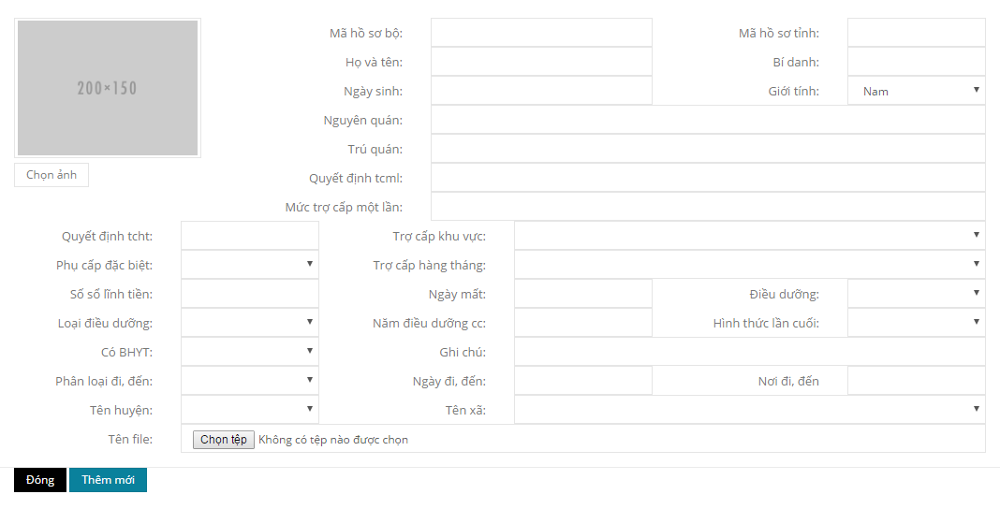 200×150
Chọn ảnh
Mã hồ sơ bộ: Mã hồ sơ tỉnh:
Họ và tên: Bí danh:
Ngày sinh: Giới tính: Nam
Nguyên quán:
Trú quán:
Quyết định tcml:
Mức trợ cấp một lần:
Quyết định tcht: Trợ cấp khu vực:
Phụ cấp đặc biệt: Trợ cấp hàng tháng:
Số sổ lĩnh tiền: Ngày mất: Điều dưỡng:
Loại điều dưỡng: Năm điều dưỡng cc: Hình thức lần cuối:
Có BHYT: Ghi chú:
Phân loại đi, đến: Ngày đi, đến: Nơi đi, đến
Tên huyện: Tên xã:
Tên file: Chọn tệp Không có tệp nào được chọn
Đóng Thêm mới